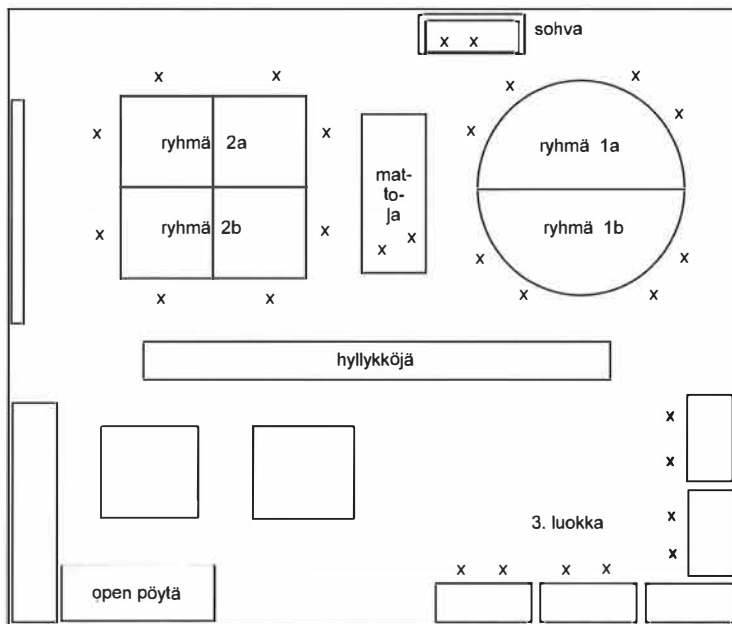 x x sohva
x x x
x x
ryhmä 2a x x x
mat-
to-
ja
ryhmä 1a
ryhmä 2b ryhmä 1b
x x x x x x
x x x x
hyllykköjä
x
x
3. luokka x
x x x x x
open pöytä